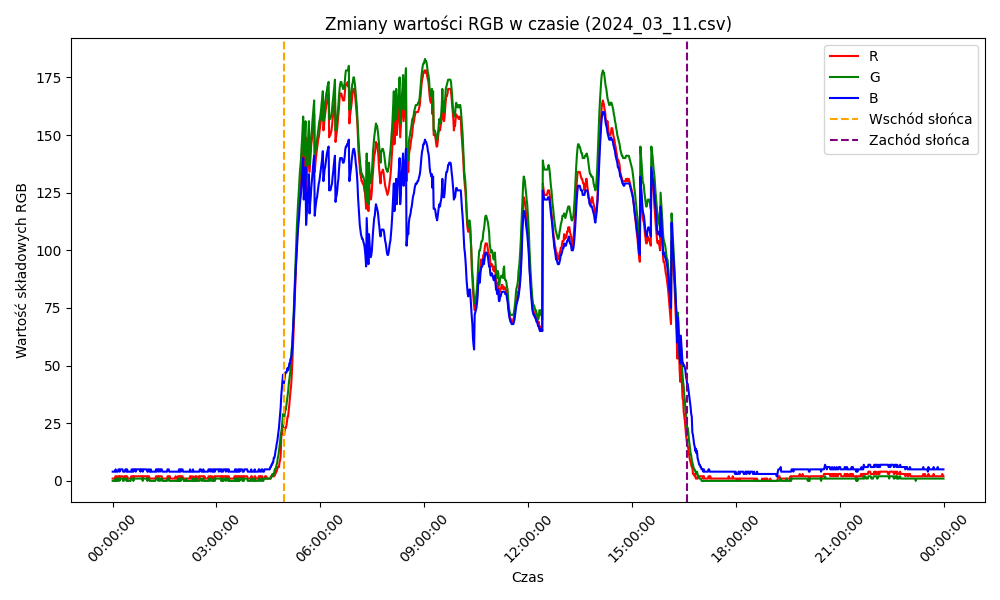 Zmiany wartości RGB w czasie (2024_03_11.csv)
R
G
B
Wschód słońca
Zachód słońca
Wartość składowych RGB
175
150
125
100
75
50
25
0
00:00:00
03:00:00
06:00:00
09:00:00
12:00:00
15:00:00
18:00:00
21:00:00
00:00:00
Czas